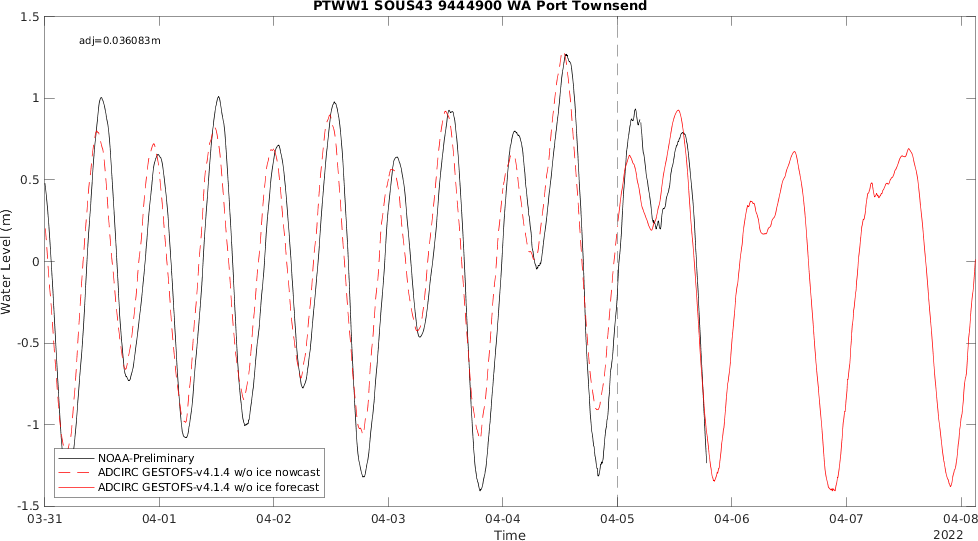 PTWW1 SOUS43 9444900 WA Port Townsend
1.5
adj=0.036083m
1
0.5
0
-0.5
-1
-1.5
Water Level (m)
NOAA-Preliminary
ADCIRC GESTOFS-v4.1.4 w/o ice nowcast
ADCIRC GESTOFS-v4.1.4 w/o ice forecast
03-31 04-01 04-02 04-03 04-04 04-05 04-06 04-07 04-08
Time
2022